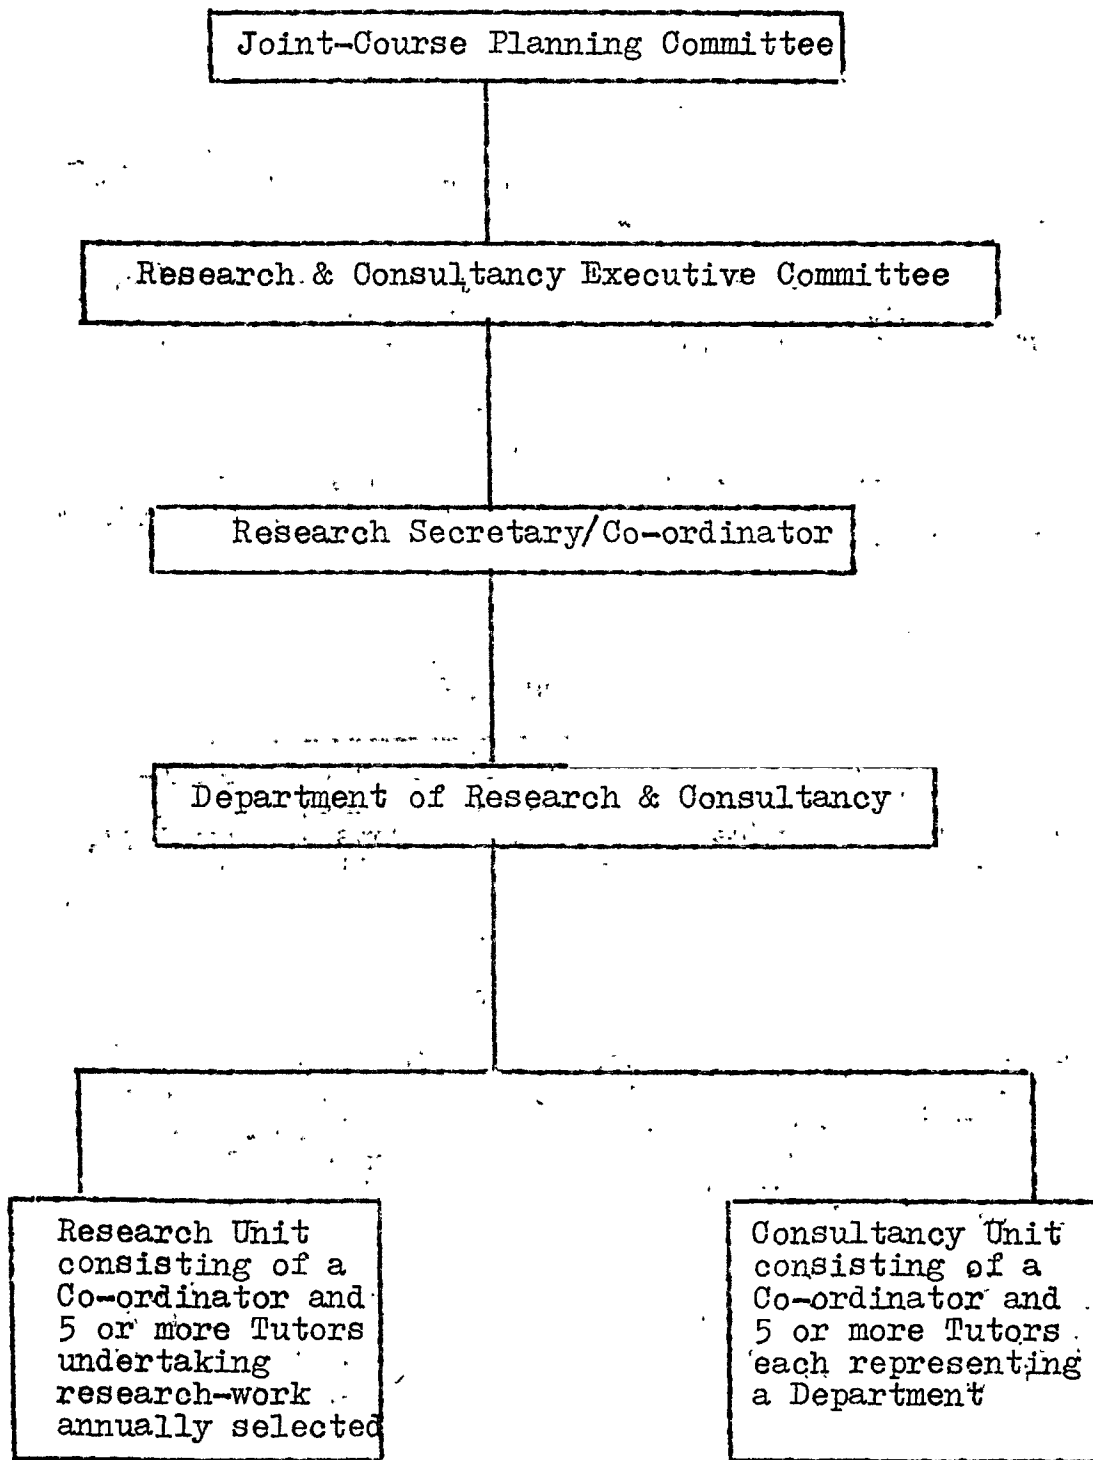 Joint-Course Planning Committee
Research & Consultancy Executive Committee
Research Secretary/Co-ordinator
Department of Research & Consultancy
Research Unit
consisting of a
Co-ordinator and
5 or more Tutors
undertaking
research-work
annually selected
Consultancy Unit
consisting of a
Co-ordinator and
5 or more Tutors
each representing
a Department